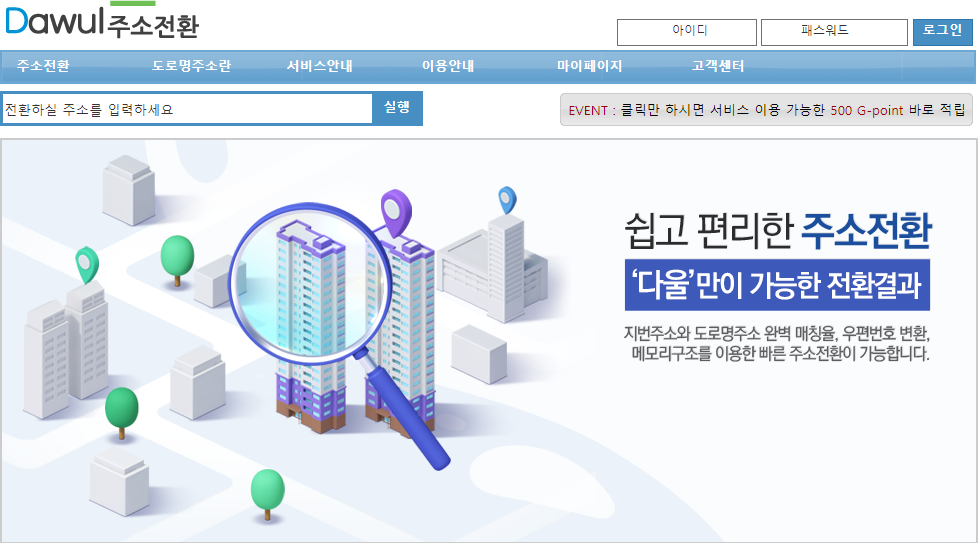 Dawul주소전환
아이디 패스워드 로그인
주소전환 도로명주소란 서비스안내 이용안내 마이페이지 고객센터
전환하실 주소를 입력하세요 실행
EVENT : 클릭만 하시면 서비스 이용 가능한 500 G-point 바로 적립
쉽고 편리한 주소전환
‘다울’만이 가능한 전환결과
지번주소와 도로명주소 완벽 매칭율, 우편번호 변환,
메모리구조를 이용한 빠른 주소전환이 가능합니다.